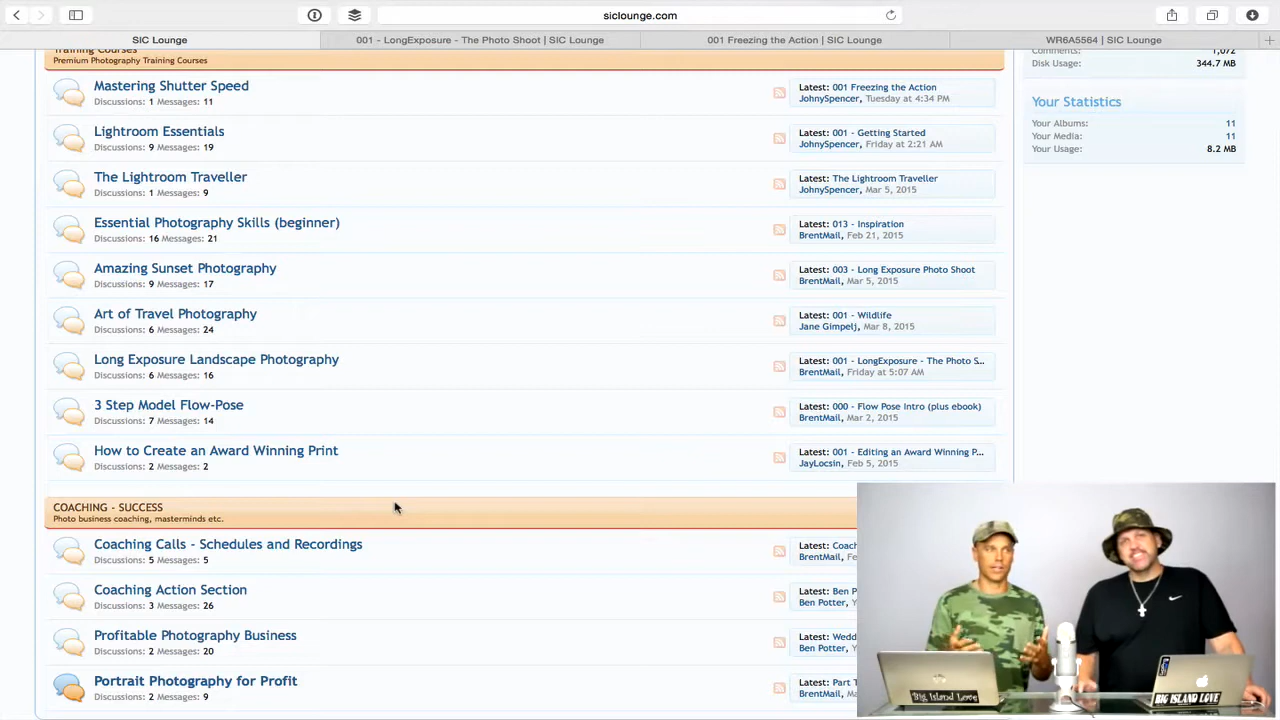 siclounge.com
SIC Lounge
001 - LongExposure - The Photo Shoot | SIC Lounge
001 Freezing the Action | SIC Lounge
WR6A5564 | SIC Lounge
Training Courses
Premium Photography Training Courses
Mastering Shutter Speed
Discussions: 1 Messages: 11
Latest: 001 Freezing the Action
JohnySpencer, Tuesday at 4:34 PM
Lightroom Essentials
Discussions: 9 Messages: 19
Latest: 001 - Getting Started
JohnySpencer, Friday at 2:21 AM
The Lightroom Traveller
Discussions: 1 Messages: 9
Latest: The Lightroom Traveller
JohnySpencer, Mar 5, 2015
Essential Photography Skills (beginner)
Discussions: 16 Messages: 21
Latest: 013 - Inspiration
BrentMail, Feb 21, 2015
Amazing Sunset Photography
Discussions: 9 Messages: 17
Latest: 003 - Long Exposure Photo Shoot
BrentMail, Mar 5, 2015
Art of Travel Photography
Discussions: 6 Messages: 24
Latest: 001 - Wildlife
Jane Gimpelj, Mar 8, 2015
Long Exposure Landscape Photography
Discussions: 6 Messages: 16
Latest: 001 - LongExposure - The Photo S...
BrentMail, Friday at 5:07 AM
3 Step Model Flow-Pose
Discussions: 7 Messages: 14
Latest: 000 - Flow Pose Intro (plus ebook)
BrentMail, Mar 2, 2015
How to Create an Award Winning Print
Discussions: 2 Messages: 2
Latest: 001 - Editing an Award Winning P...
JayLocsin, Feb 5, 2015
COACHING - SUCCESS
Photo business coaching, masterminds etc.
Coaching Calls - Schedules and Recordings
Discussions: 5 Messages: 5
Latest: Coach
BrentMail, Fe
Coaching Action Section
Discussions: 3 Messages: 26
Latest: Ben P
Ben Potter, Y
Profitable Photography Business
Discussions: 2 Messages: 20
Latest: Wedd
Ben Potter, Y
Portrait Photography for Profit
Discussions: 2 Messages: 9
Latest: Part T
BrentMail, Ma
Comments: 1,072
Disk Usage: 344.7 MB
Your Statistics
Your Albums: 11
Your Media: 11
Your Usage: 8.2 MB
Big Island Love
BIG ISLAND LOVE